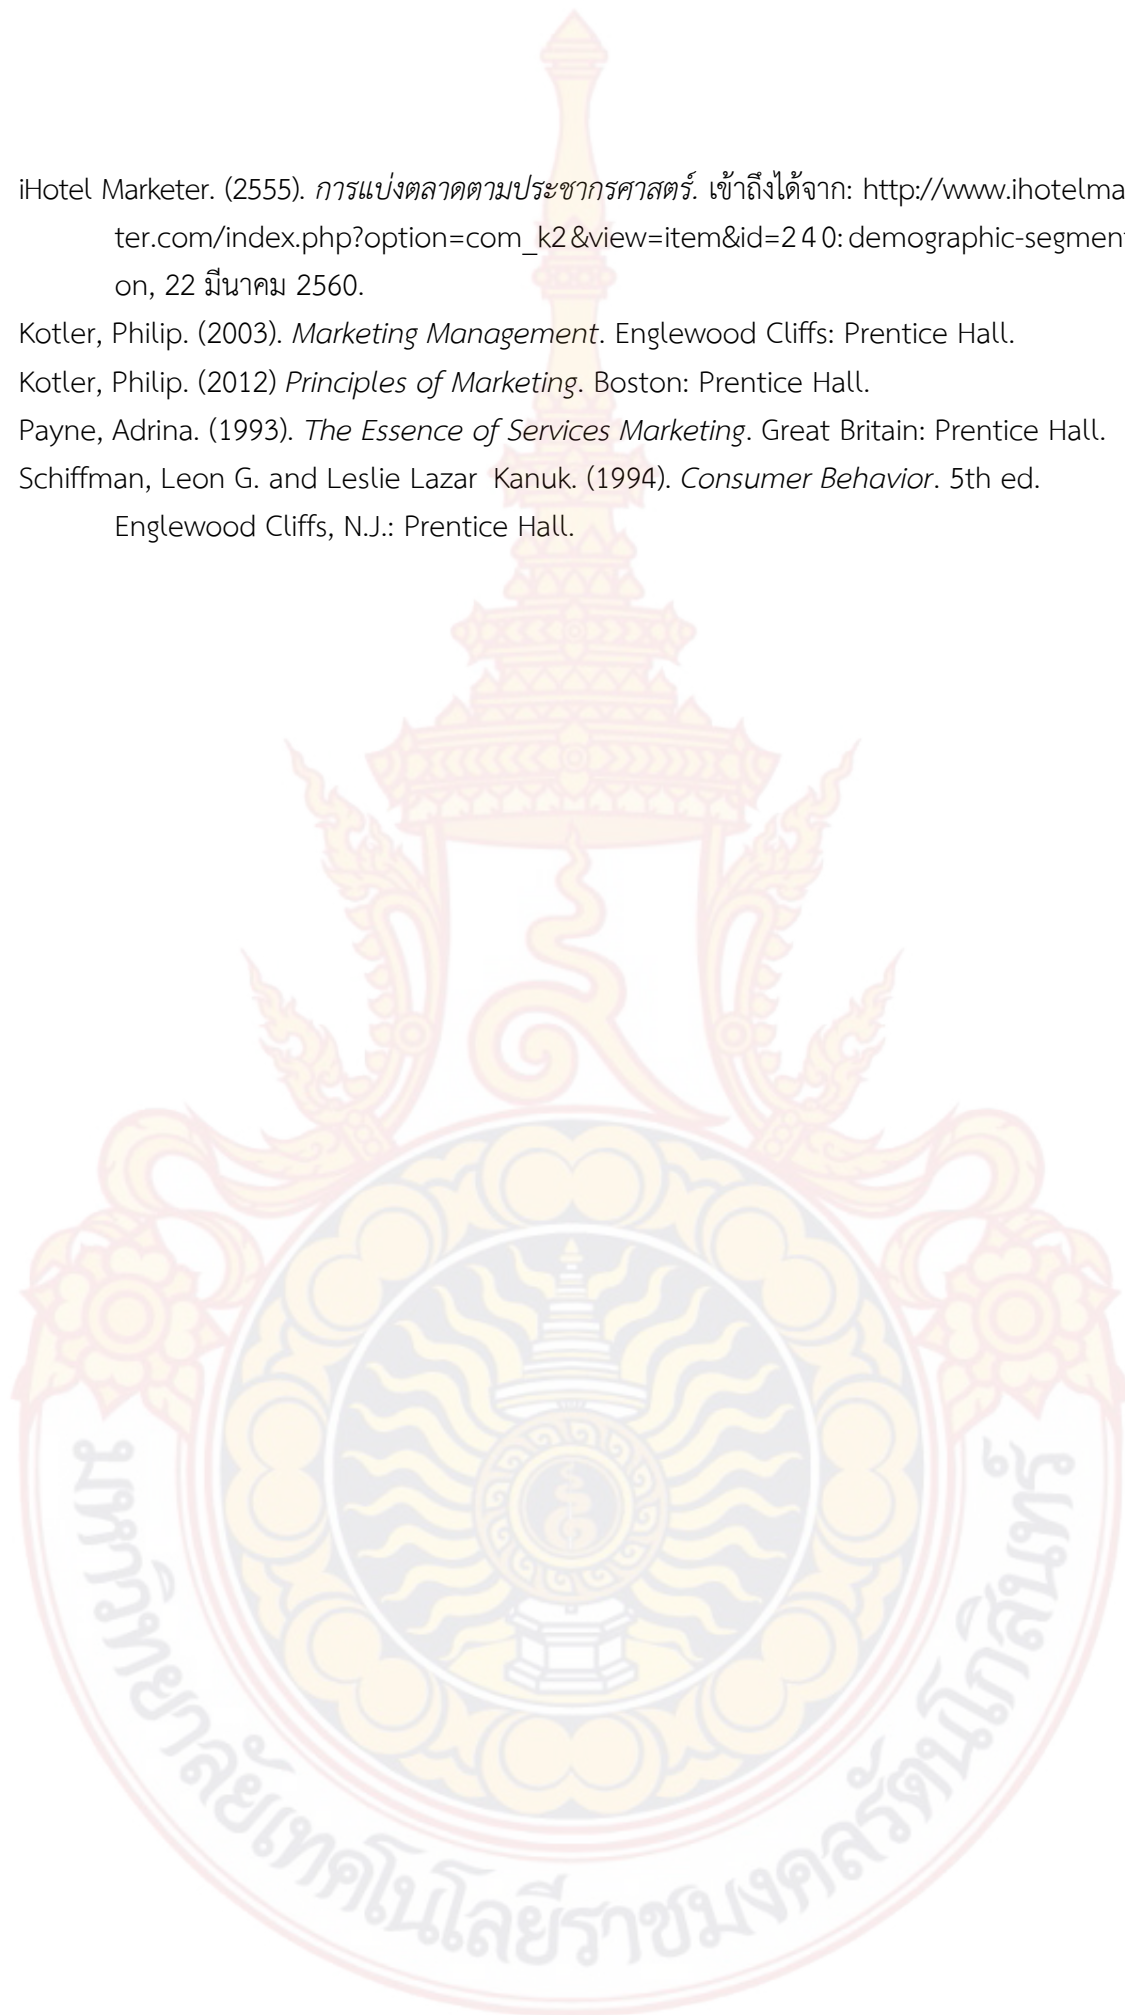 iHotel Marketer. (2555). การแบ่งตลาดตามประชากรศาสตร์. เข้าถึงได้จาก: http://www.ihotelma
ter.com/index.php?option=com_k2&view=item&id=240:demographic-segment
on, 22 มีนาคม 2560.
Kotler, Philip. (2003). Marketing Management. Englewood Cliffs: Prentice Hall.
Kotler, Philip. (2012) Principles of Marketing. Boston: Prentice Hall.
Payne, Adrina. (1993). The Essence of Services Marketing. Great Britain: Prentice Hall.
Schiffman, Leon G. and Leslie Lazar Kanuk. (1994). Consumer Behavior. 5th ed.
Englewood Cliffs, N.J.: Prentice Hall.
มหาวิทยาลัยเทคโนโลยีราชมงคลรัตนโกสินทร์